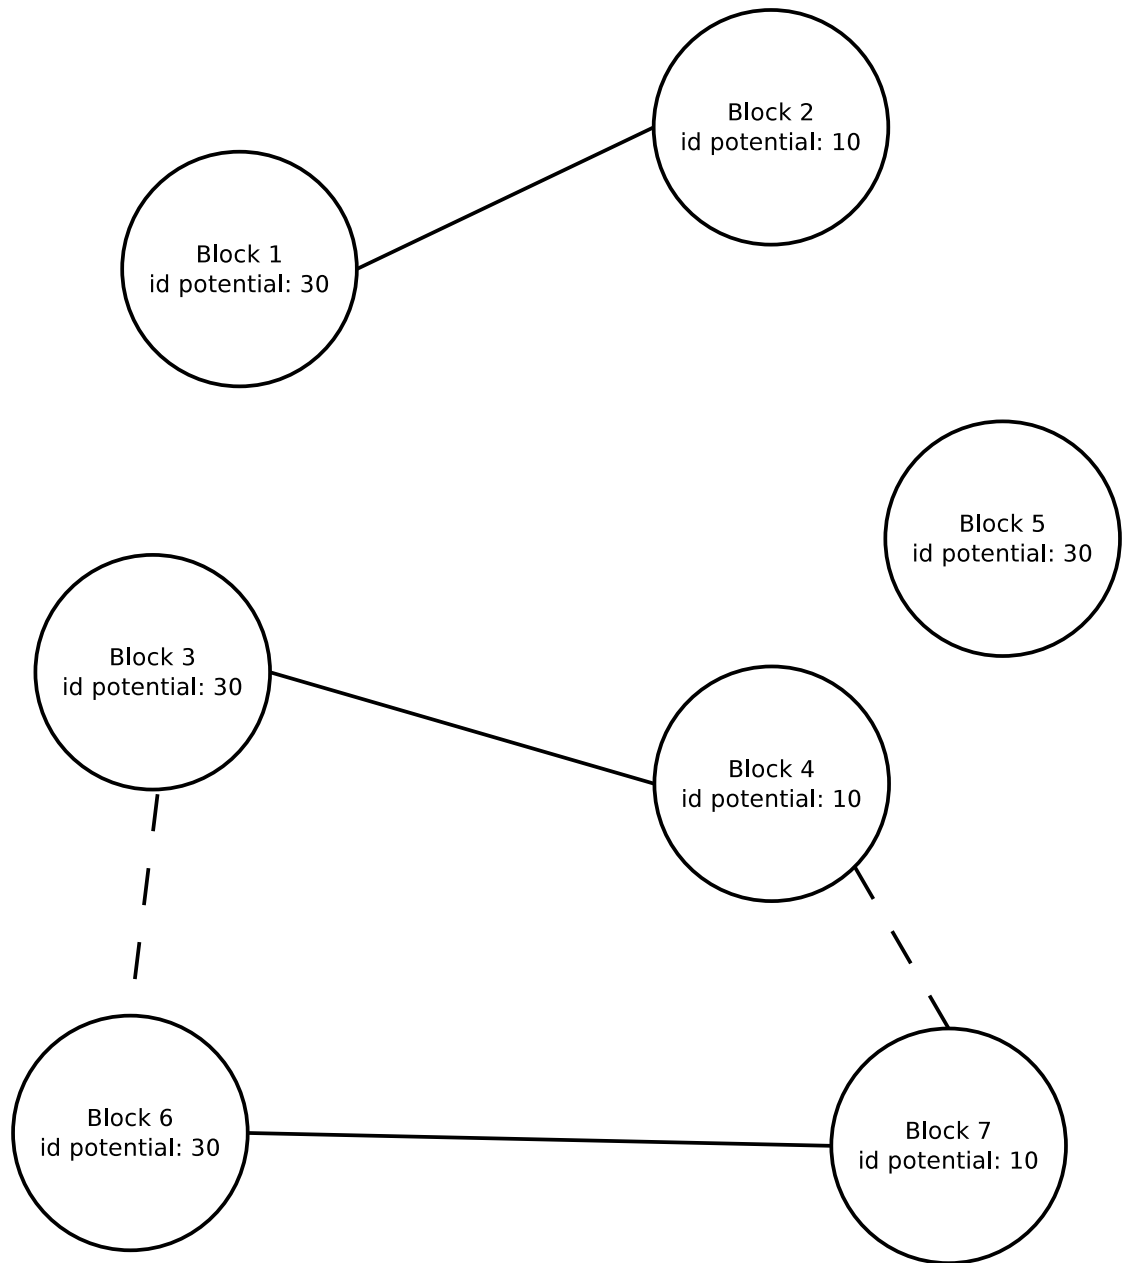 Block 2
id potential: 10
Block 1
id potential: 30
Block 5
id potential: 30
Block 3
id potential: 30
Block 4
id potential: 10
Block 6
id potential: 30
Block 7
id potential: 10